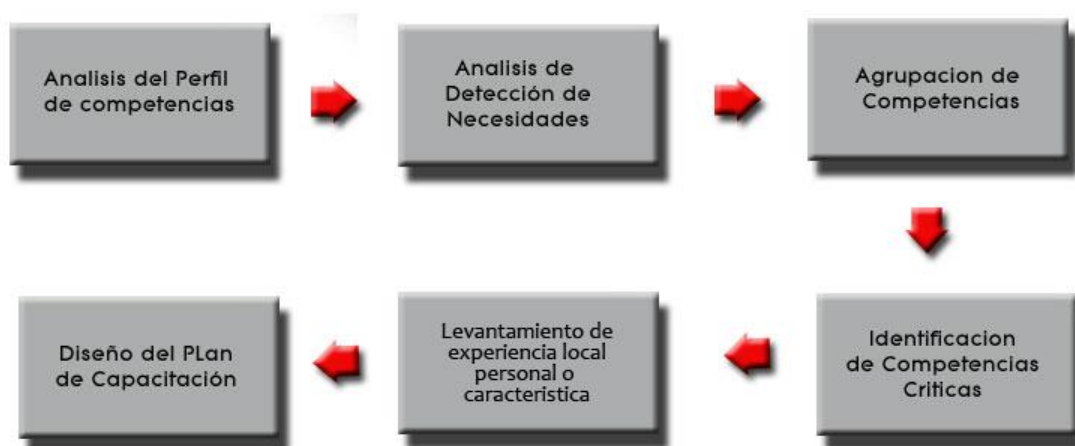 Analisis del Perfil
de competencias
Analisis de
Detección de
Necesidades
Agrupacion de
Competencias
Identificacion
de Competencias
Criticas
Levantamiento de
experiencia local
personal o
caracteristica
Diseño del PLan
de Capacitación